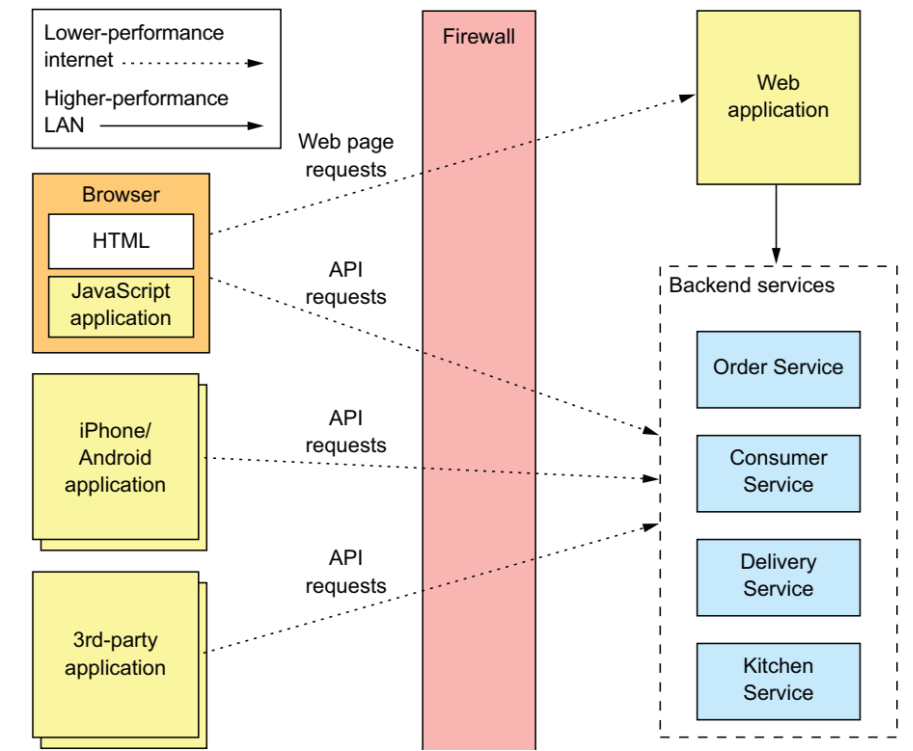 Lower-performance
internet
Higher-performance
LAN
Firewall
Web
application
Web page
requests
Browser
HTML
JavaScript
application
API
requests
Backend services
Order Service
iPhone/
Android
application
API
requests
Consumer
Service
API
requests
Delivery
Service
3rd-party
application
Kitchen
Service